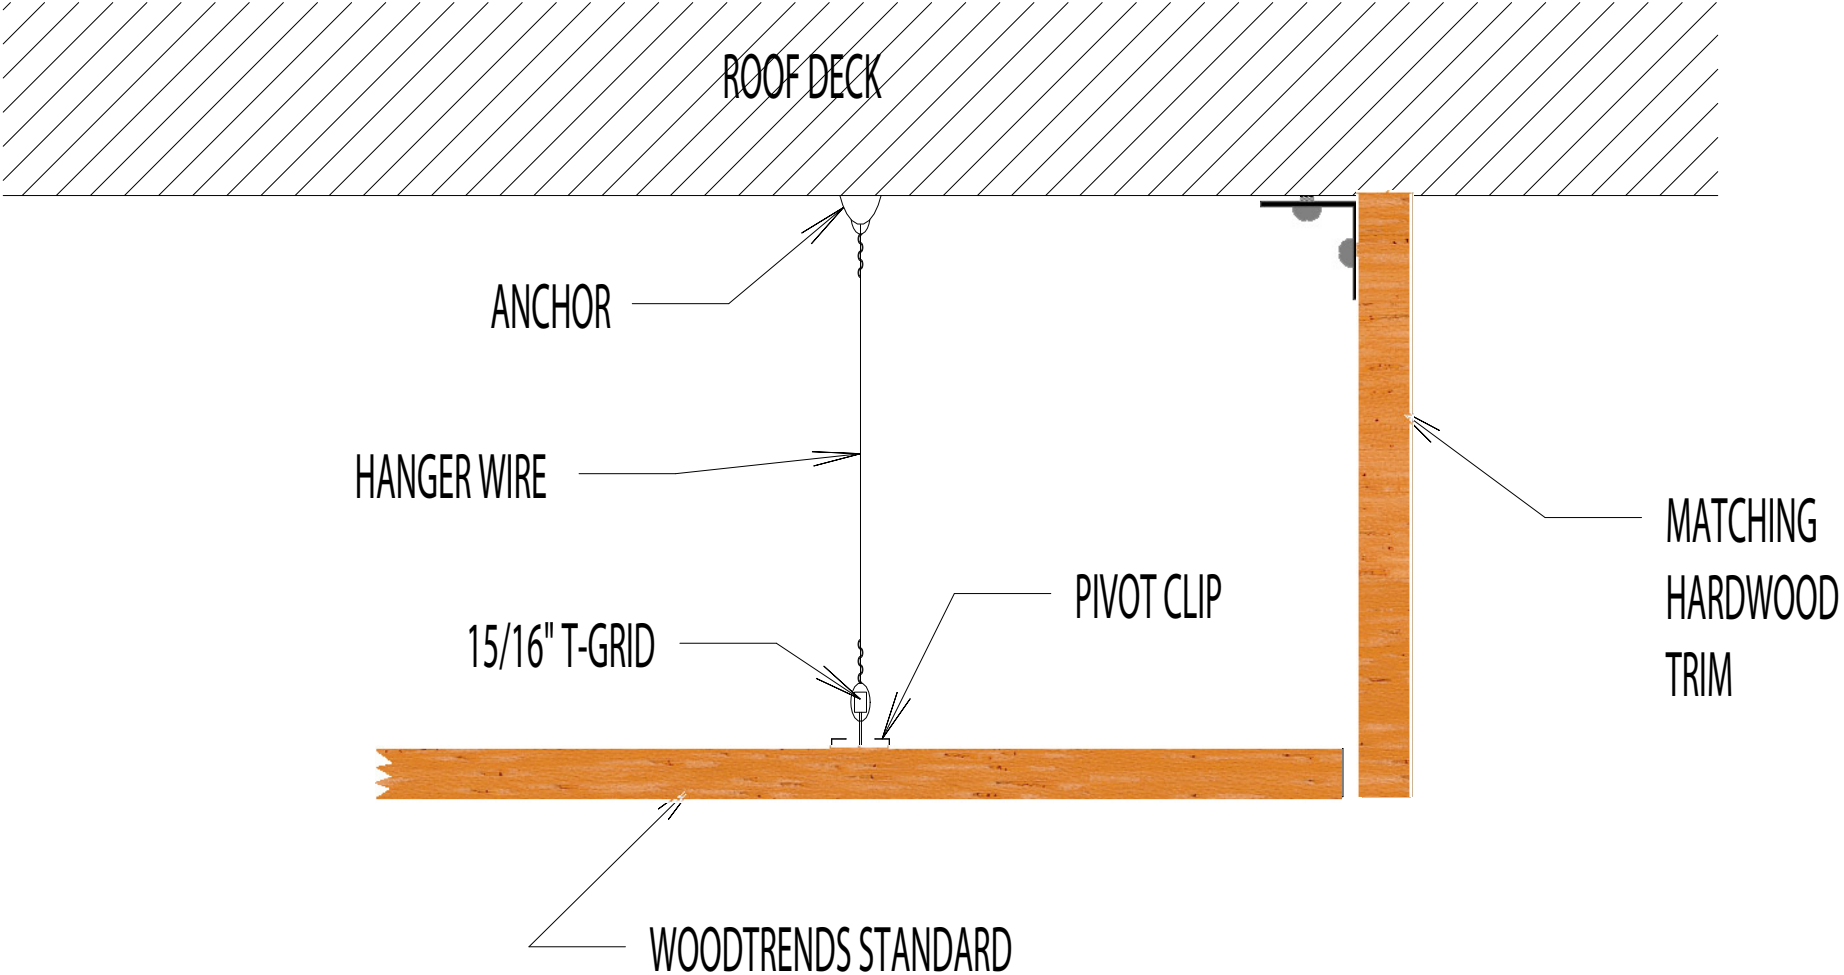 ROOF DECK
ANCHOR
HANGER WIRE
MATCHING
HARDWOOD
TRIM
PIVOT CLIP
15/16" T-GRID
WOODTRENDS STANDARD